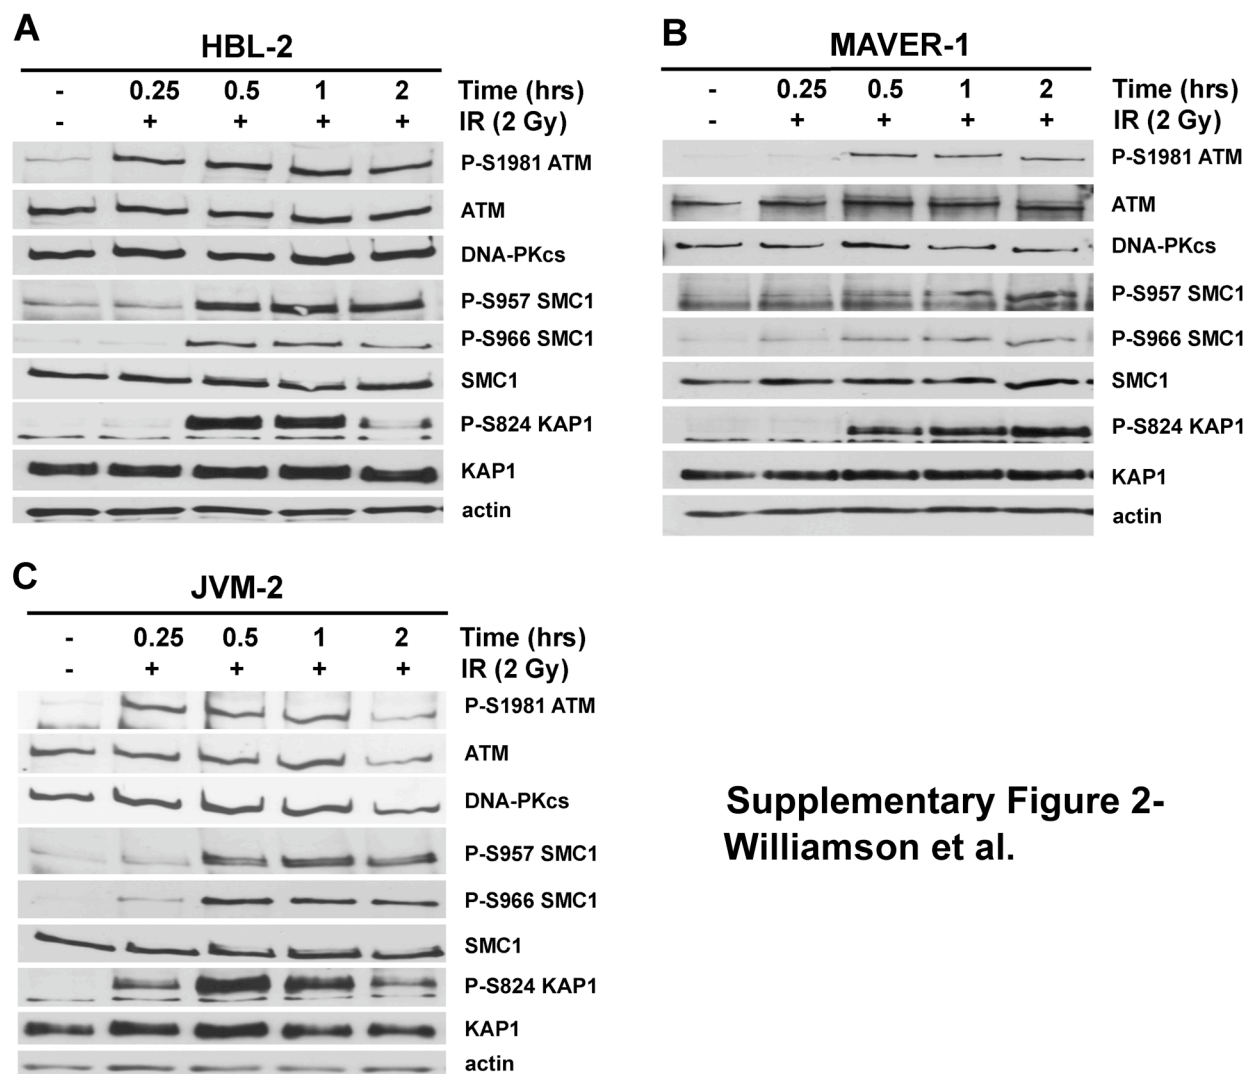 A
HBL-2
- 0.25 0.5 1 2 Time (hrs)
- + + + + IR (2 Gy)
P-S1981 ATM
ATM
DNA-PKcs
P-S957 SMC1
P-S966 SMC1
SMC1
P-S824 KAP1
KAP1
actin
B
MAVER-1
- 0.25 0.5 1 2 Time (hrs)
- + + + + IR (2 Gy)
P-S1981 ATM
ATM
DNA-PKcs
P-S957 SMC1
P-S966 SMC1
SMC1
P-S824 KAP1
KAP1
actin
C
JVM-2
- 0.25 0.5 1 2 Time (hrs)
- + + + + IR (2 Gy)
P-S1981 ATM
ATM
DNA-PKcs
P-S957 SMC1
P-S966 SMC1
SMC1
P-S824 KAP1
KAP1
actin
Supplementary Figure 2-
Williamson et al.